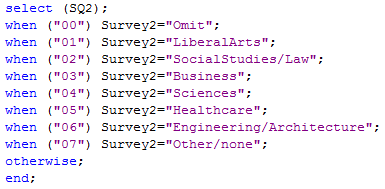 select (SQ2);
when ("00") Survey2="Omit";
when ("01") Survey2="LiberalArts";
when ("02") Survey2="SocialStudies/Law";
when ("03") Survey2="Business";
when ("04") Survey2="Sciences";
when ("05") Survey2="Healthcare";
when ("06") Survey2="Engineering/Architecture";
when ("07") Survey2="Other/none";
otherwise;
end;